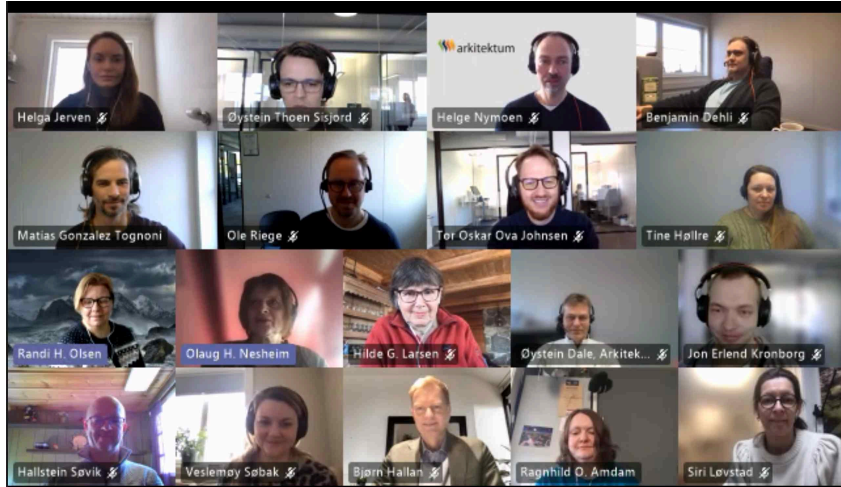 Helga Jerven
Øystein Thoen Sisjord
arkitektum
Helge Nymoen
Benjamin Dehli
Matias Gonzalez Tognoni
Ole Riege
Tor Oskar Ova Johnsen
Tine Høllre
Randi H. Olsen
Olaug H. Nesheim
Hilde G. Larsen
Øystein Dale, Arkitek...
Jon Erlend Kronborg
Hallstein Søvik
Veslemøy Søbak
Bjørn Hallan
Ragnhild O. Amdam
Siri Løvstad